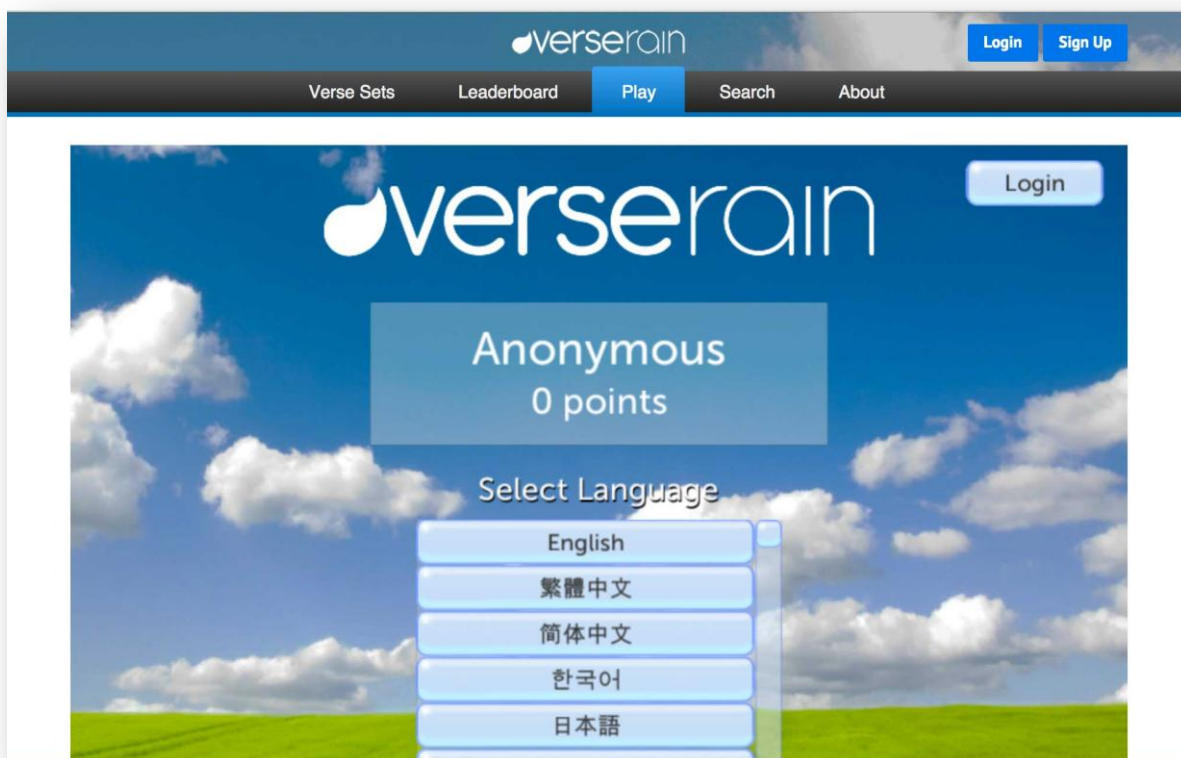 verserain
Login Sign Up
Verse Sets Leaderboard Play Search About
verserain
Login
Anonymous
0 points
Select Language
English
繁體中文
简体中文
한국어
日本語